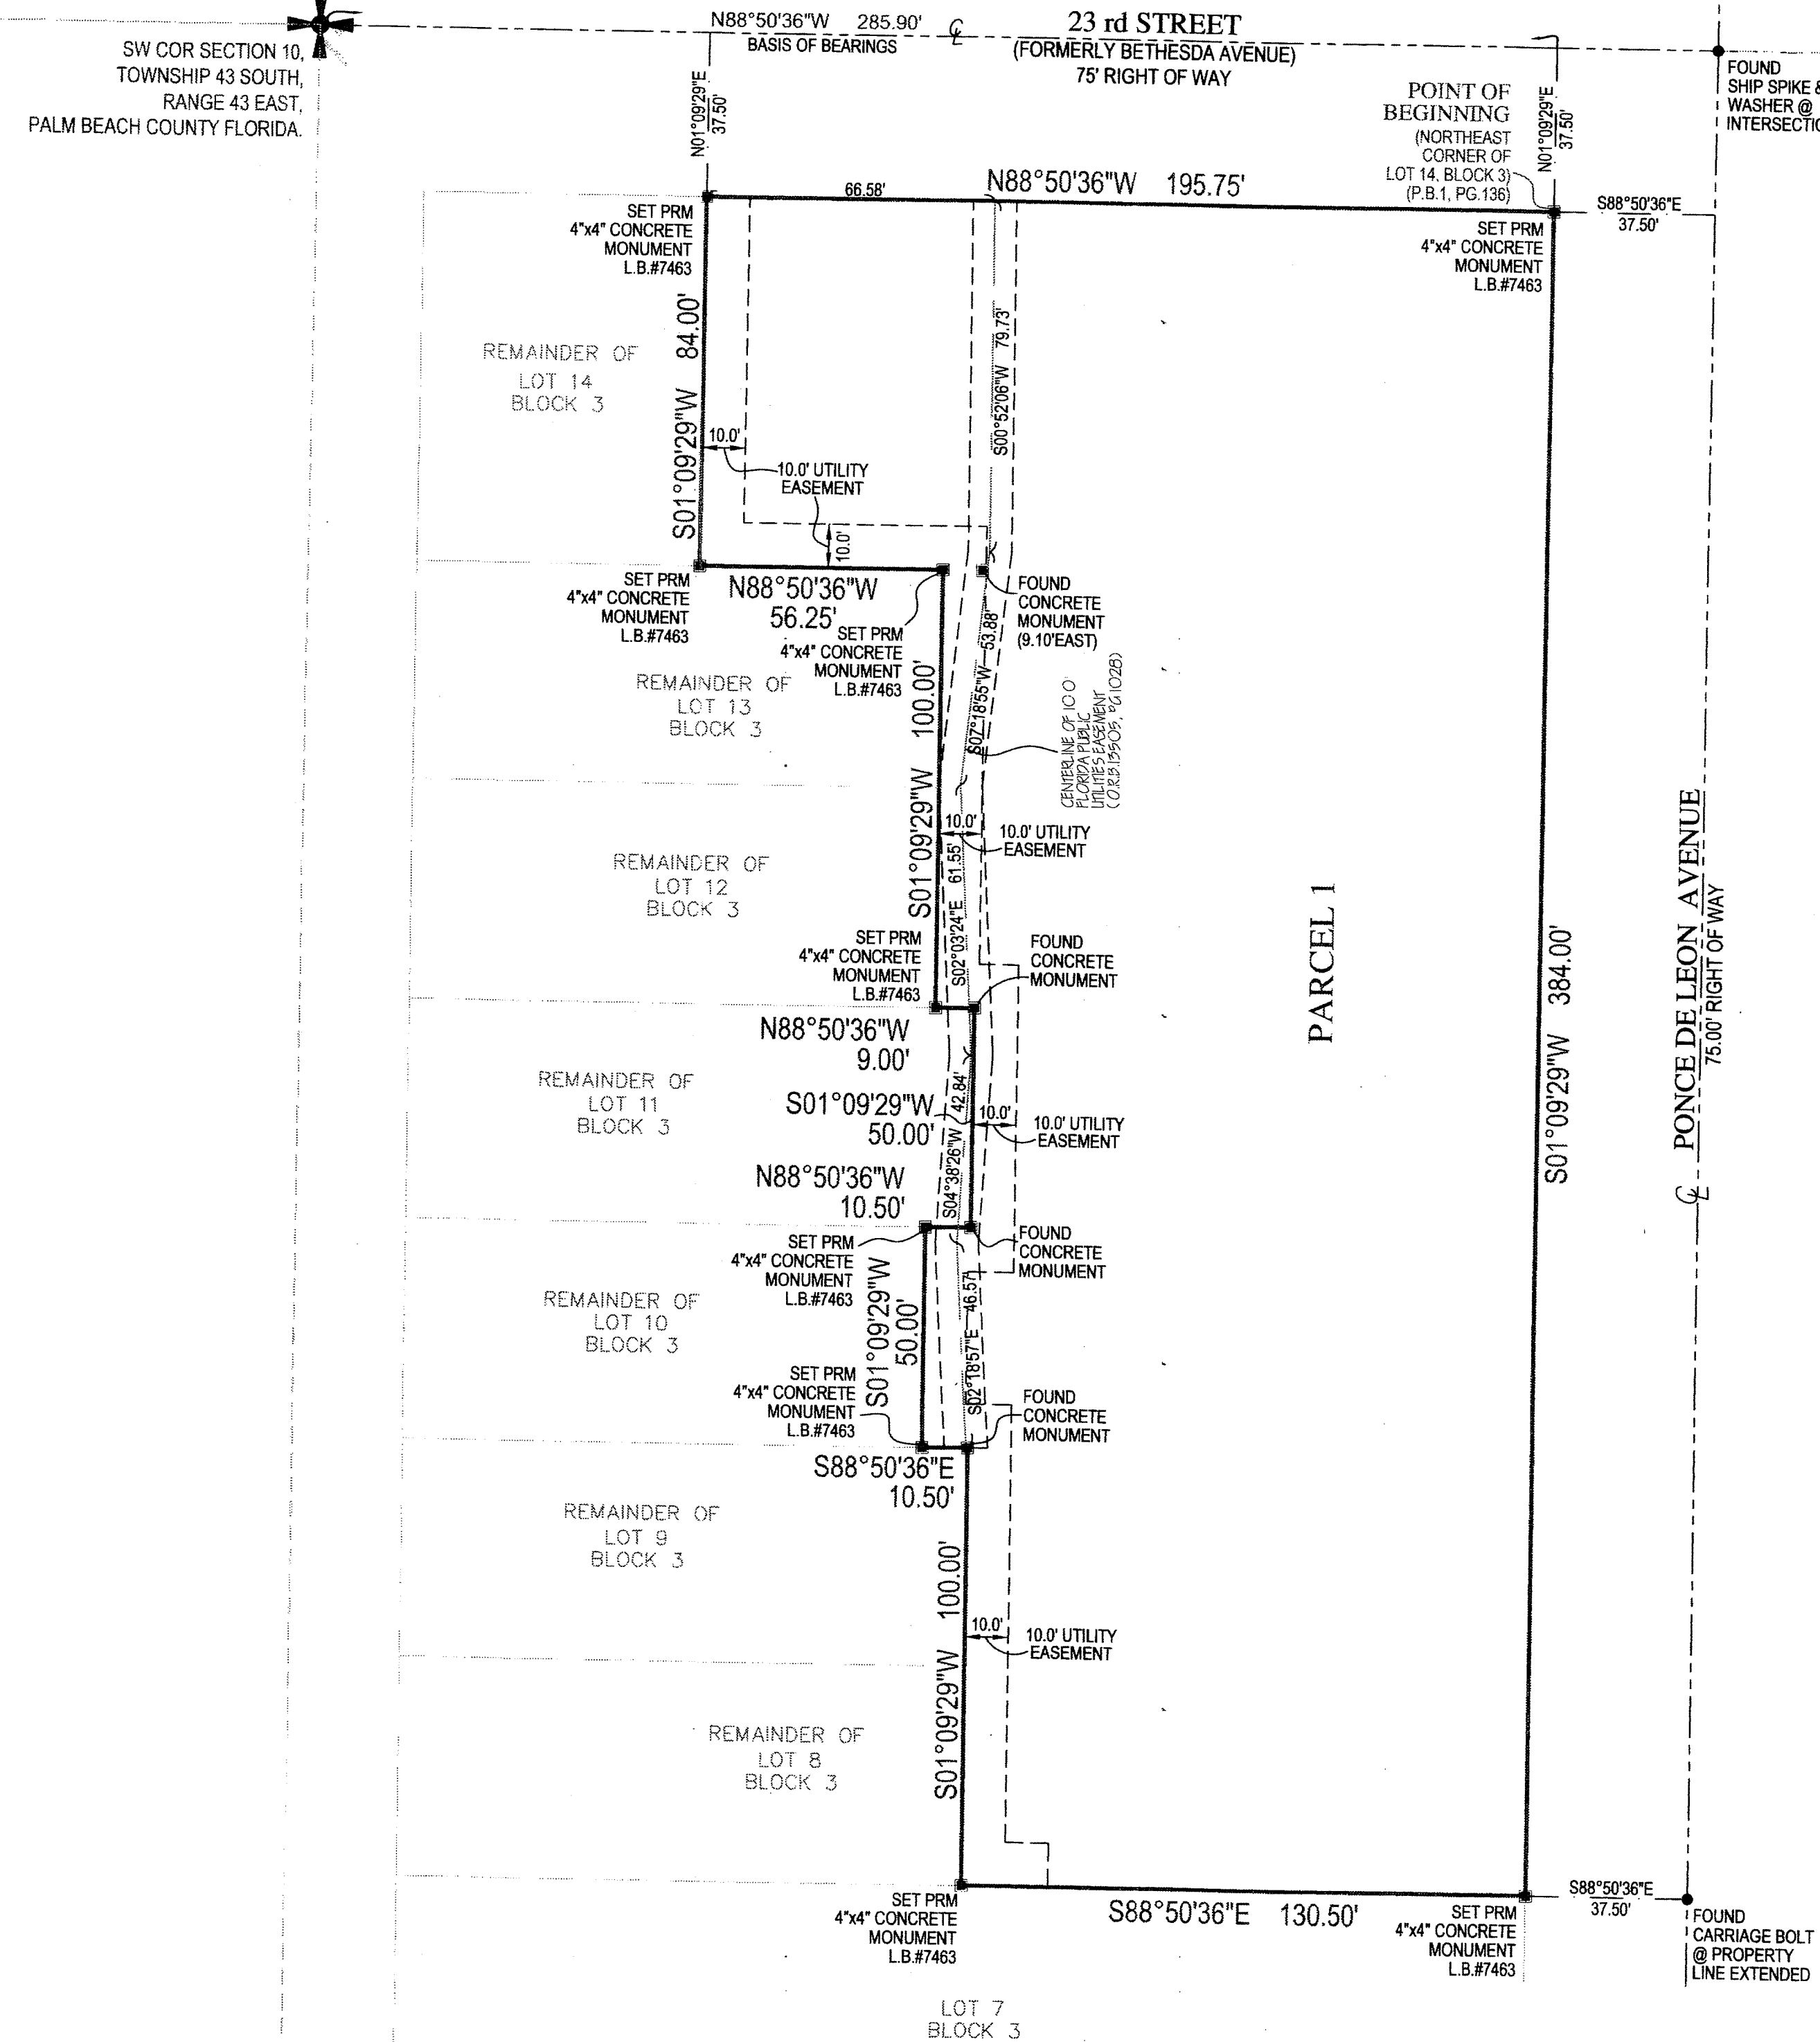 N88°50'36"W 285.90'
BASIS OF BEARINGS
23 rd STREET
(FORMERLY BETHESDA AVENUE)
75' RIGHT OF WAY
SW COR SECTION 10,
TOWNSHIP 43 SOUTH,
RANGE 43 EAST,
PALM BEACH COUNTY FLORIDA.
N01°09'29"E
37.50'
POINT OF
BEGINNING
(NORTHEAST
CORNER OF
LOT 14, BLOCK 3)
(P.B.1, PG.136)
N01°09'29"E
37.50'
FOUND
SHIP SPIKE &
WASHER @
S88°50'36"E
37.50'
66.58'
N88°50'36"W 195.75'
SET PRM
4"x4" CONCRETE
MONUMENT
L.B.#7463
SET PRM
4"x4" CONCRETE
MONUMENT
L.B.#7463
S01°09'29"W 84.00'
REMAINDER OF
LOT 14
BLOCK 3
S00°52'06"W 79.73'
10.0'
10.0' UTILITY
EASEMENT
10.0'
SET PRM
4"x4" CONCRETE
MONUMENT
L.B.#7463
N88°50'36"W
56.25'
SET PRM
4"x4" CONCRETE
MONUMENT
L.B.#7463
FOUND
CONCRETE
MONUMENT
(9.10'EAST)
S07°18'55"W 53.88'
CENTERLINE OF 10.0'
FLORIDA PUBLIC
UTILITIES EASEMENT
(O.R.B.13505, PG 1028)
REMAINDER OF
LOT 13
BLOCK 3
S01°09'29"W 100.00'
10.0'
10.0' UTILITY
EASEMENT
S02°03'24"E 61.55'
REMAINDER OF
LOT 12
BLOCK 3
SET PRM
4"x4" CONCRETE
MONUMENT
L.B.#7463
FOUND
CONCRETE
MONUMENT
PARCEL 1
S01°09'29"W 384.00'
PONCE DE LEON AVENUE
75.00' RIGHT OF WAY
N88°50'36"W
9.00'
REMAINDER OF
LOT 11
BLOCK 3
S01°09'29"W
50.00'
S04°38'26"W 42.84'
10.0'
10.0' UTILITY
EASEMENT
N88°50'36"W
10.50'
SET PRM
4"x4" CONCRETE
MONUMENT
L.B.#7463
FOUND
CONCRETE
MONUMENT
REMAINDER OF
LOT 10
BLOCK 3
S01°09'29"W
50.00'
S02°18'57"E 46.57'
SET PRM
4"x4" CONCRETE
MONUMENT
L.B.#7463
FOUND
CONCRETE
MONUMENT
S88°50'36"E
10.50'
REMAINDER OF
LOT 9
BLOCK 3
S01°09'29"W 100.00'
10.0'
10.0' UTILITY
EASEMENT
REMAINDER OF
LOT 8
BLOCK 3
SET PRM
4"x4" CONCRETE
MONUMENT
L.B.#7463
S88°50'36"E 130.50'
SET PRM
4"x4" CONCRETE
MONUMENT
L.B.#7463
S88°50'36"E
37.50'
FOUND
CARRIAGE BOLT
@ PROPERTY
LINE EXTENDED
LOT 7
BLOCK 3